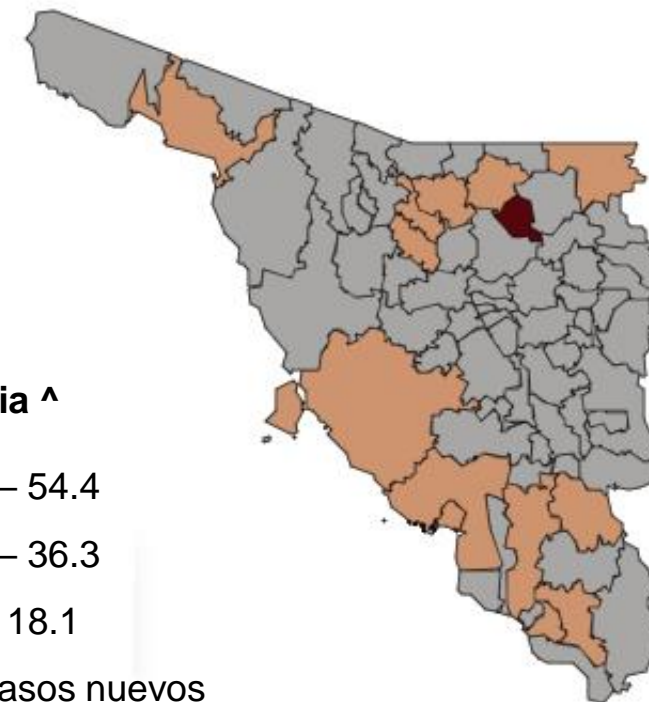 ia ^
– 54.4
– 36.3
18.1
asos nuevos